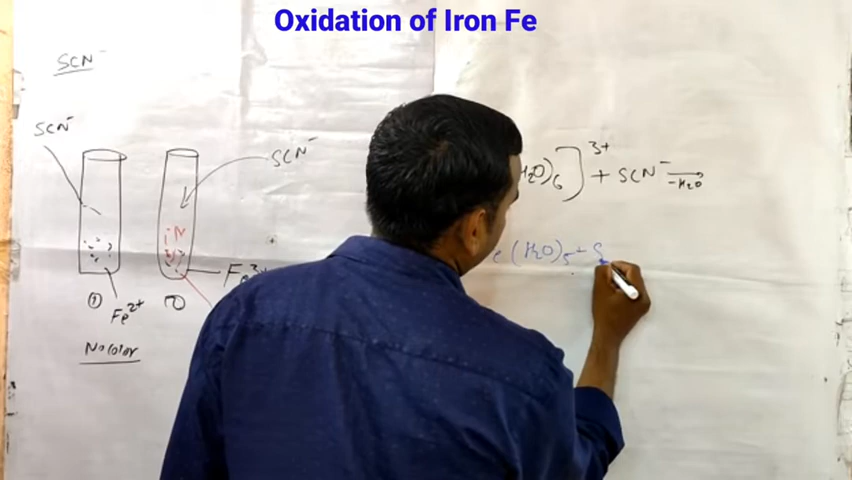 Oxidation of Iron Fe
SCN⁻
SCN⁻
SCN⁻
H₂O)₆]³⁺ + SCN⁻ →
-H₂O
e(H₂O)₅
Fe³⁺
① Fe²⁺
No color